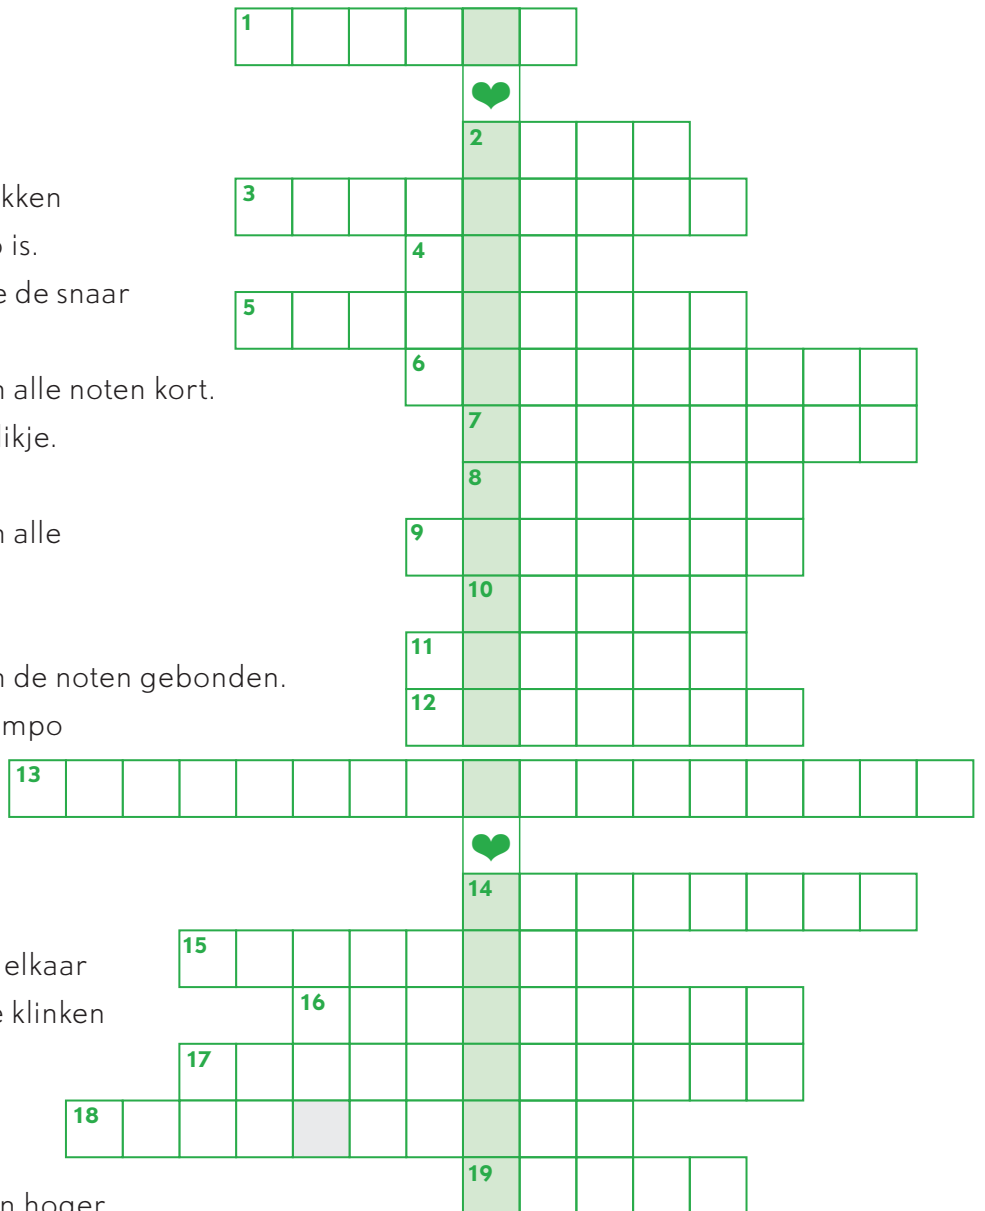 1
2
kken
3
is.
4
e de snaar
5
6
n alle noten kort.
7
likje.
8
n alle
9
10
11
n de noten gebonden.
12
mpo
13
14
15
elkaar
16
e klinken
17
18
19
n hoger